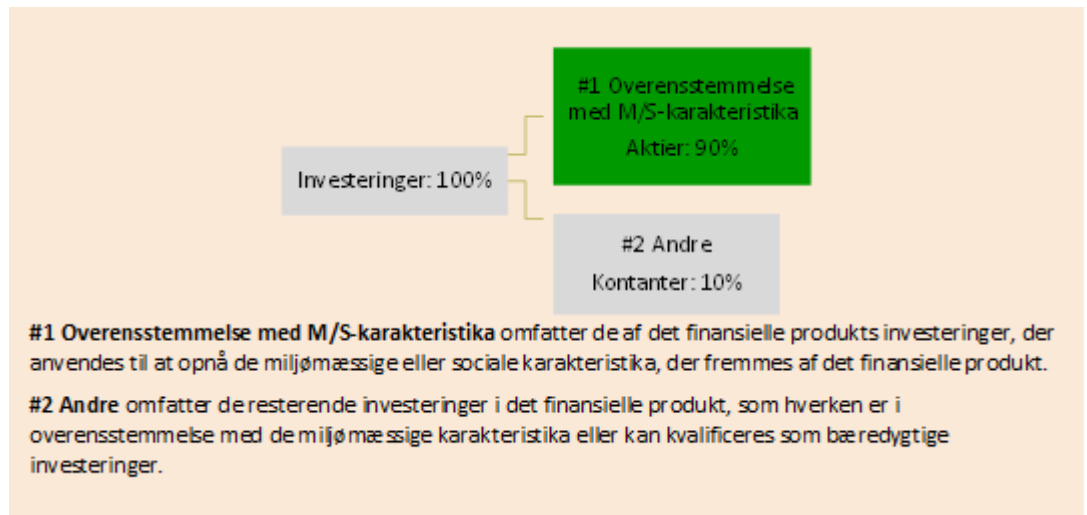 #1 Overensstemmelse
med M/S-karakteristika
Aktier: 90%
Investeringer: 100%
#2 Andre
Kontanter: 10%
#1 Overensstemmelse med M/S-karakteristika omfatter de af det finansielle produkts investeringer, der
anvendes til at opnå de miljømæssige eller sociale karakteristika, der fremmes af det finansielle produkt.
#2 Andre omfatter de resterende investeringer i det finansielle produkt, som hverken er i
overensstemmelse med de miljømæssige karakteristika eller kan kvalificeres som bæredygtige
investeringer.